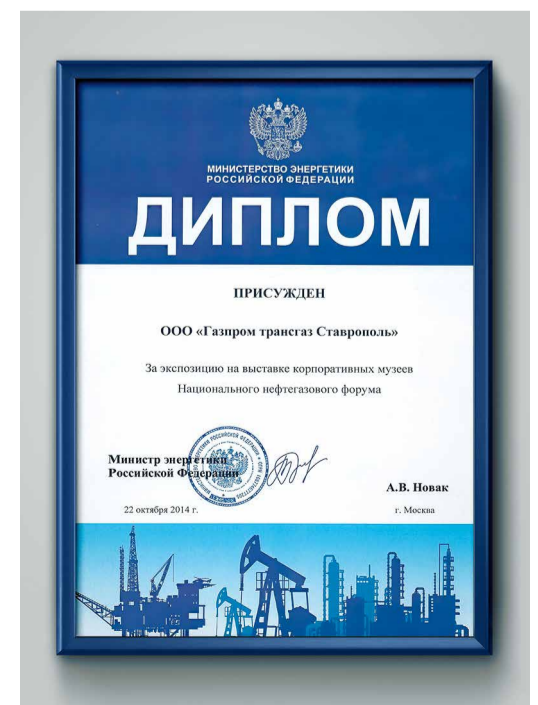 МИНИСТЕРСТВО ЭНЕРГЕТИКИ
РОССИЙСКОЙ ФЕДЕРАЦИИ
ДИПЛОМ
ПРИСУЖДЕН
ООО «Газпром трансгаз Ставрополь»
За экспозицию на выставке корпоративных музеев
Национального нефтегазового форума
Министр энергетики
Российской Федерации
А.В. Новак
22 октября 2014 г.
г. Москва